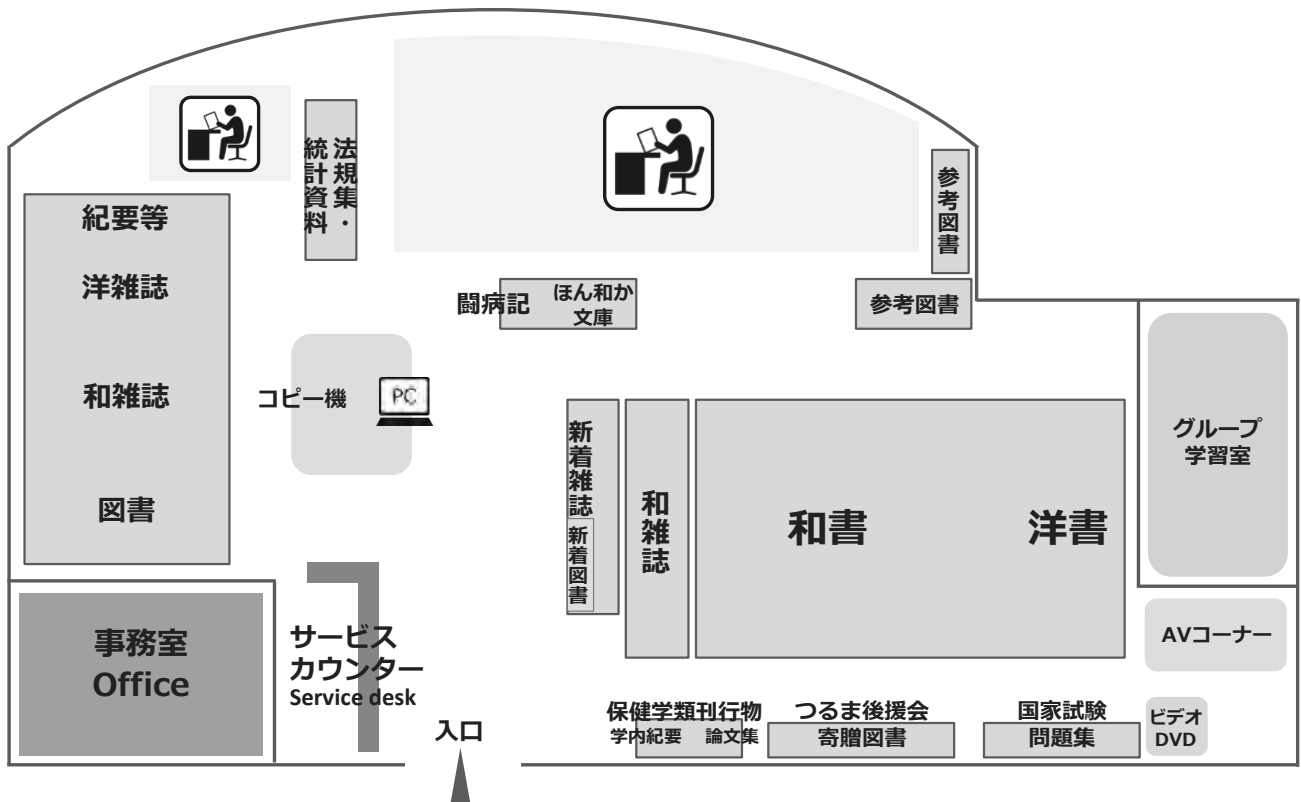 法規集・
統計資料
参考図書
紀要等
洋雑誌
和雑誌
図書
闘病記
ほん和か
文庫
参考図書
コピー機
PC
新着雑誌
新着図書
和雑誌
和書
洋書
グループ
学習室
AVコーナー
事務室
Office
サービス
カウンター
Service desk
入口
保健学類刊行物
学内紀要 論文集
つるま後援会
寄贈図書
国家試験
問題集
ビデオ
DVD